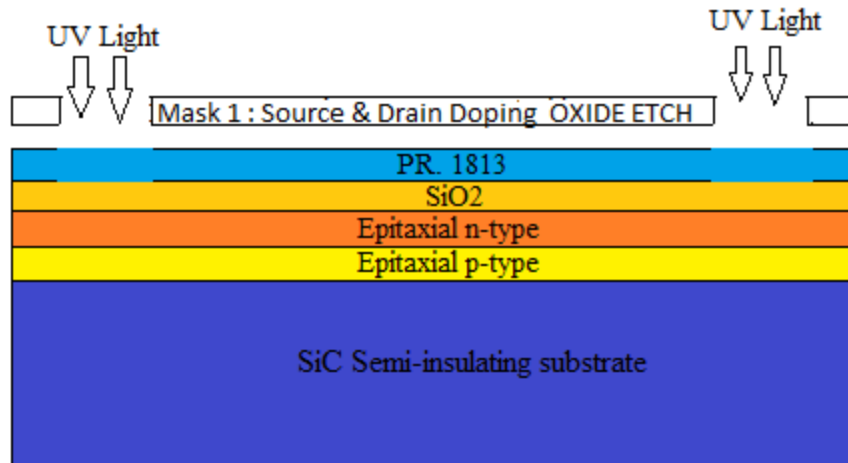 UV Light
UV Light
Mask 1 : Source & Drain Doping OXIDE ETCH
PR. 1813
SiO2
Epitaxial n-type
Epitaxial p-type
SiC Semi-insulating substrate